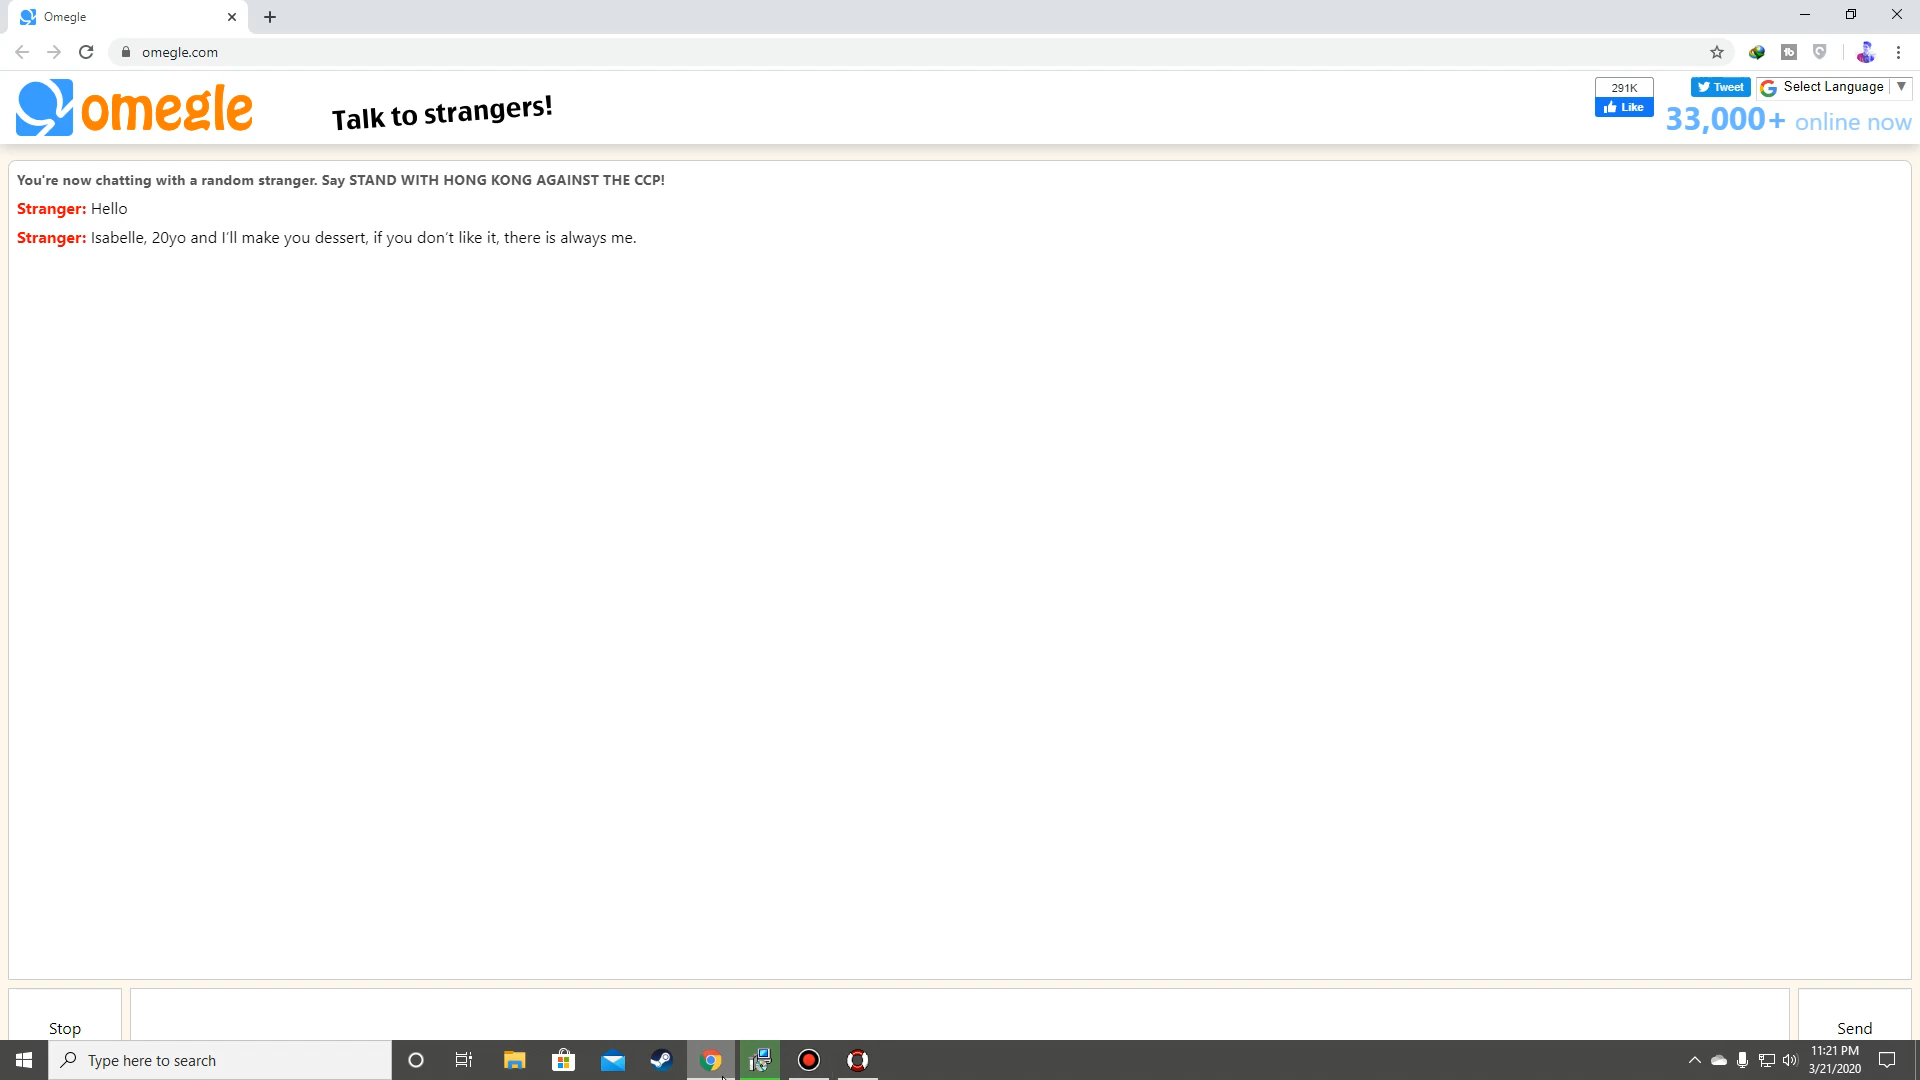 Omegle
omegle.com
omegle
Talk to strangers!
291K
Like
Tweet
Select Language
33,000+ online now
You're now chatting with a random stranger. Say STAND WITH HONG KONG AGAINST THE CCP!
Stranger: Hello
Stranger: Isabelle, 20yo and I'll make you dessert, if you don't like it, there is always me.
Stop
Send
Type here to search
11:21 PM
3/21/2020